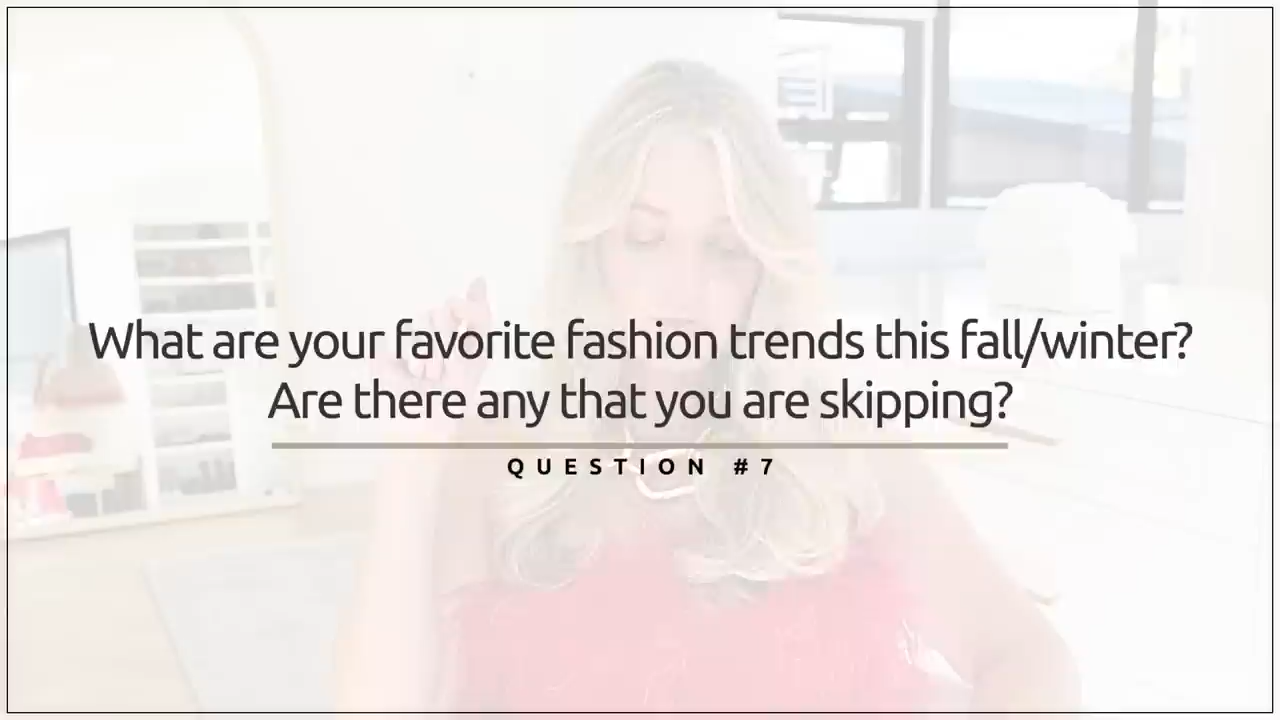 What are your favorite fashion trends this fall/winter?
Are there any that you are skipping?
QUESTION #7